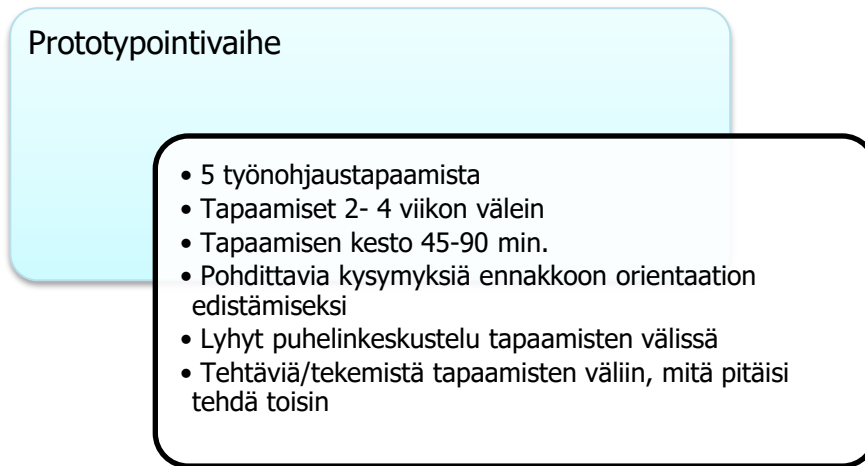 Prototypointivaihe
• 5 työnohjaustapaamista
• Tapaamiset 2- 4 viikon välein
• Tapaamisen kesto 45-90 min.
• Pohdittavia kysymyksiä ennakkoon orientaation
edistämiseksi
• Lyhyt puhelinkeskustelu tapaamisten välissä
• Tehtäviä/tekemistä tapaamisten väliin, mitä pitäisi
tehdä toisin